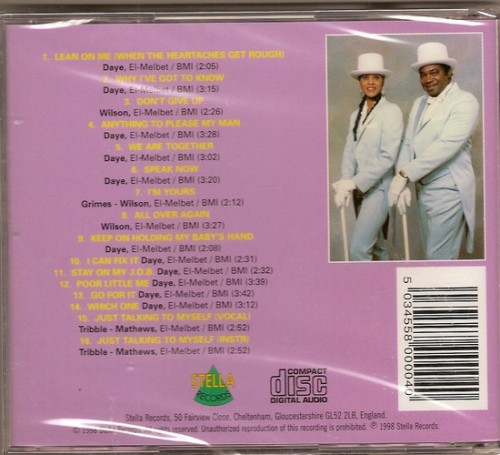 1. LEAN ON ME (WHEN THE HEARTACHES GET ROUGH)
Daye, El-Melbet / BMI (2:05)
2. WHY I'VE GOT TO KNOW
Daye, El-Melbet / BMI (3:15)
3. DON'T GIVE UP
Wilson, El-Melbet / BMI (2:26)
4. ANYTHING TO PLEASE MY MAN
Daye, El-Melbet / BMI (3:28)
5. WE ARE TOGETHER
Daye, El-Melbet / BMI (3:02)
6. SPEAK NOW
Daye, El-Melbet / BMI (3:20)
7. I'M YOURS
Grimes - Wilson, El-Melbet / BMI (2:12)
8. ALL OVER AGAIN
Wilson, El-Melbet / BMI (3:27)
9. KEEP ON HOLDING MY BABY'S HAND
Daye, El-Melbet / BMI (2:08)
10. I CAN FIX IT Daye, El-Melbet / BMI (2:31)
11. STAY ON MY J.O.B. Daye, El-Melbet / BMI (2:32)
12. POOR LITTLE ME Daye, El-Melbet / BMI (3:39)
13. GO FOR IT Daye, El-Melbet / BMI (3:42)
14. WHICH ONE Daye, El-Melbet / BMI (3:12)
15. JUST TALKING TO MYSELF (VOCAL)
Tribble - Mathews, El-Melbet / BMI (2:52)
16. JUST TALKING TO MYSELF (INSTR)
Tribble - Mathews, El-Melbet / BMI (2:52)
STELLA
RECORDS
COMPACT
disc
DIGITAL AUDIO
5 034558 000040
Stella Records, 50 Fairview Close, Cheltenham, Gloucestershire GL52 2LB, England.
© 1998 Stella Records. Unauthorized reproduction of this recording is prohibited. ℗ 1998 Stella Records.